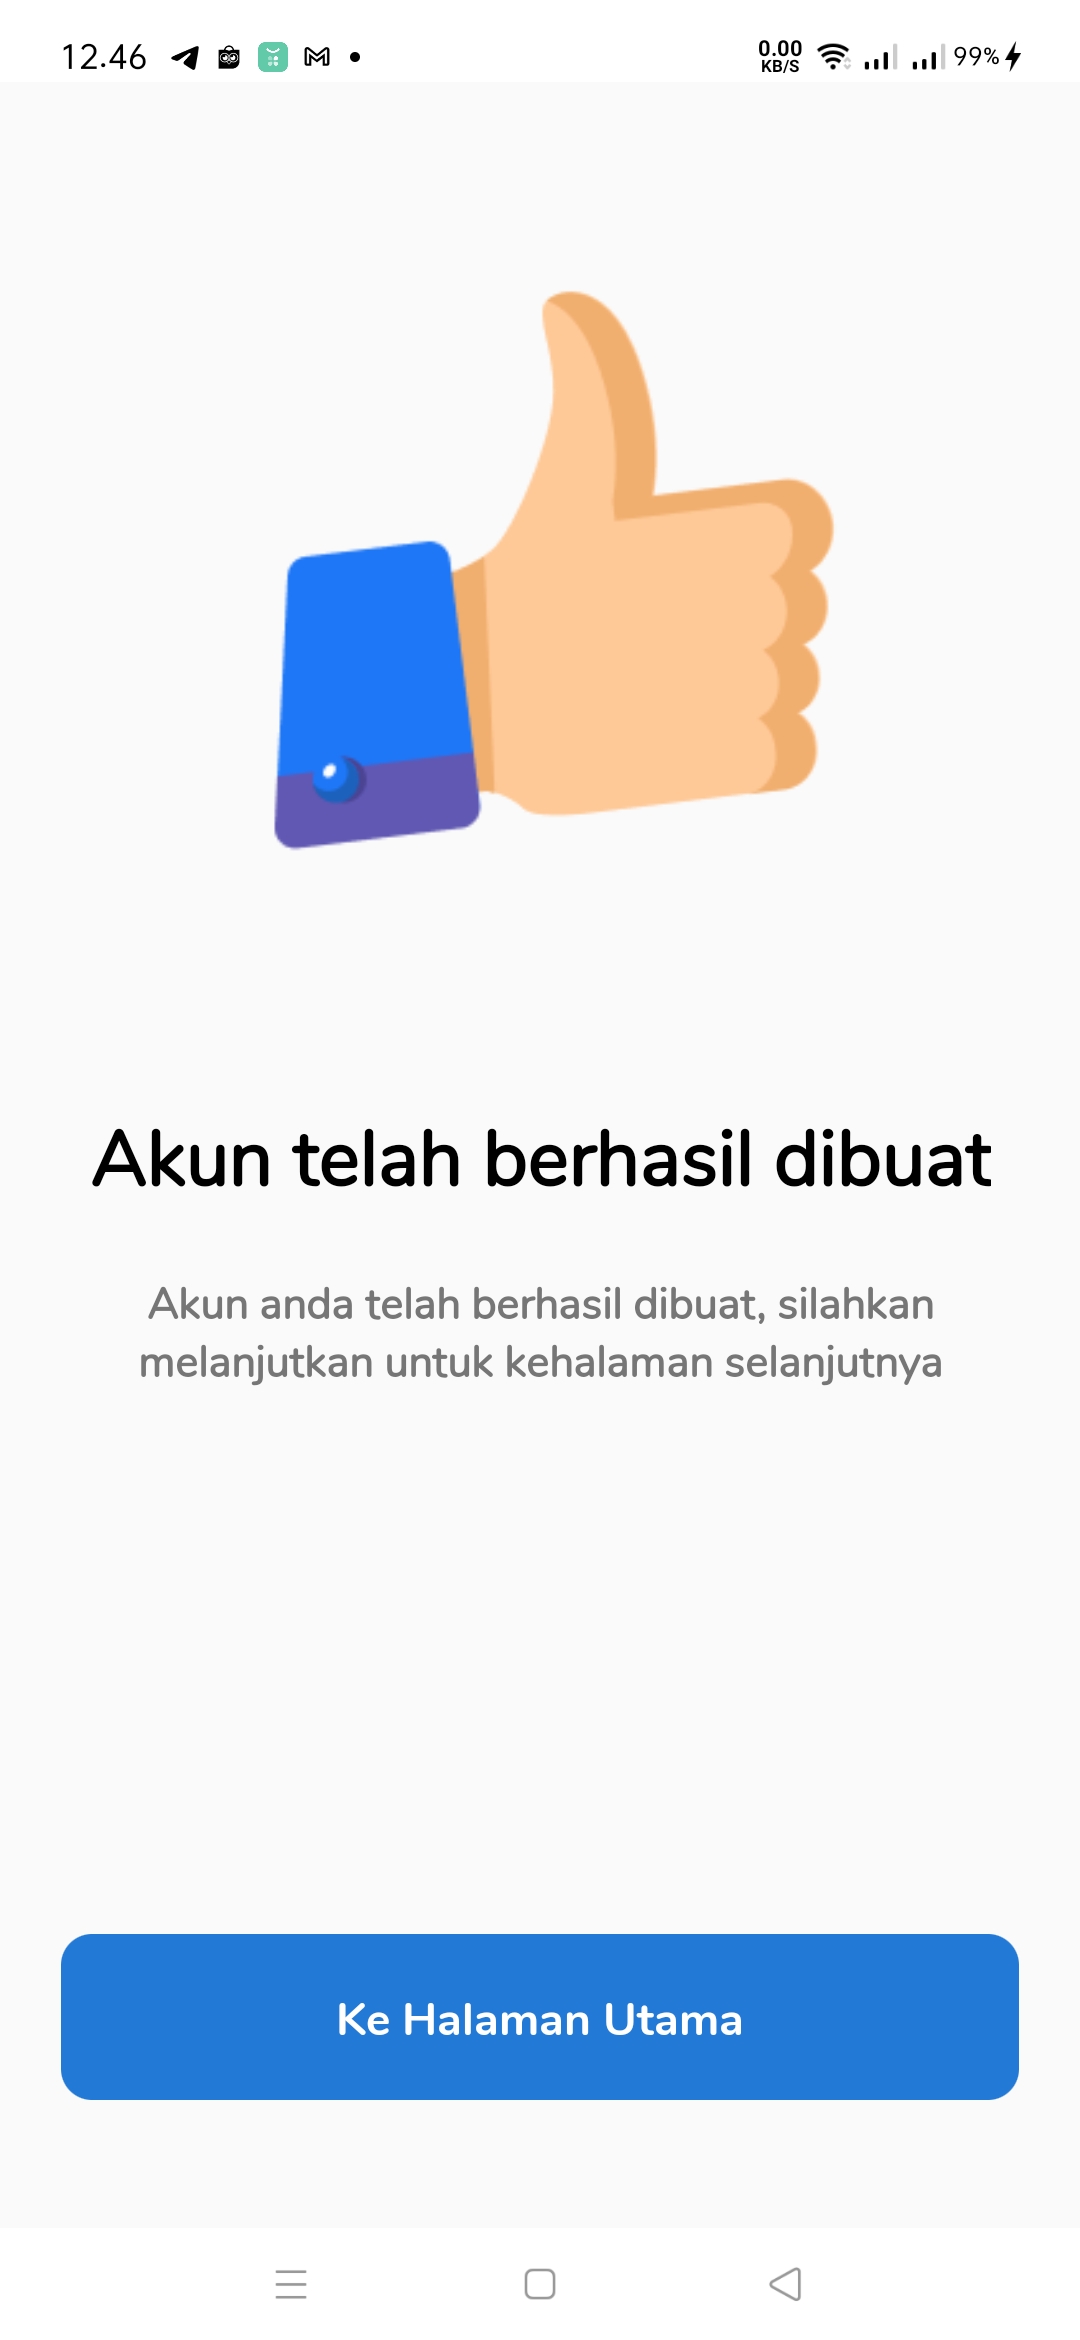 12.46
0.00
KB/S
99%
Akun telah berhasil dibuat
Akun anda telah berhasil dibuat, silahkan
melanjutkan untuk kehalaman selanjutnya
Ke Halaman Utama